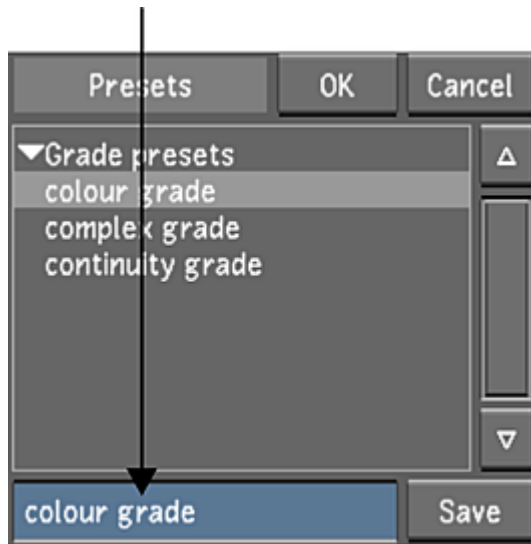 Presets OK Cancel
Grade presets
colour grade
complex grade
continuity grade
colour grade Save